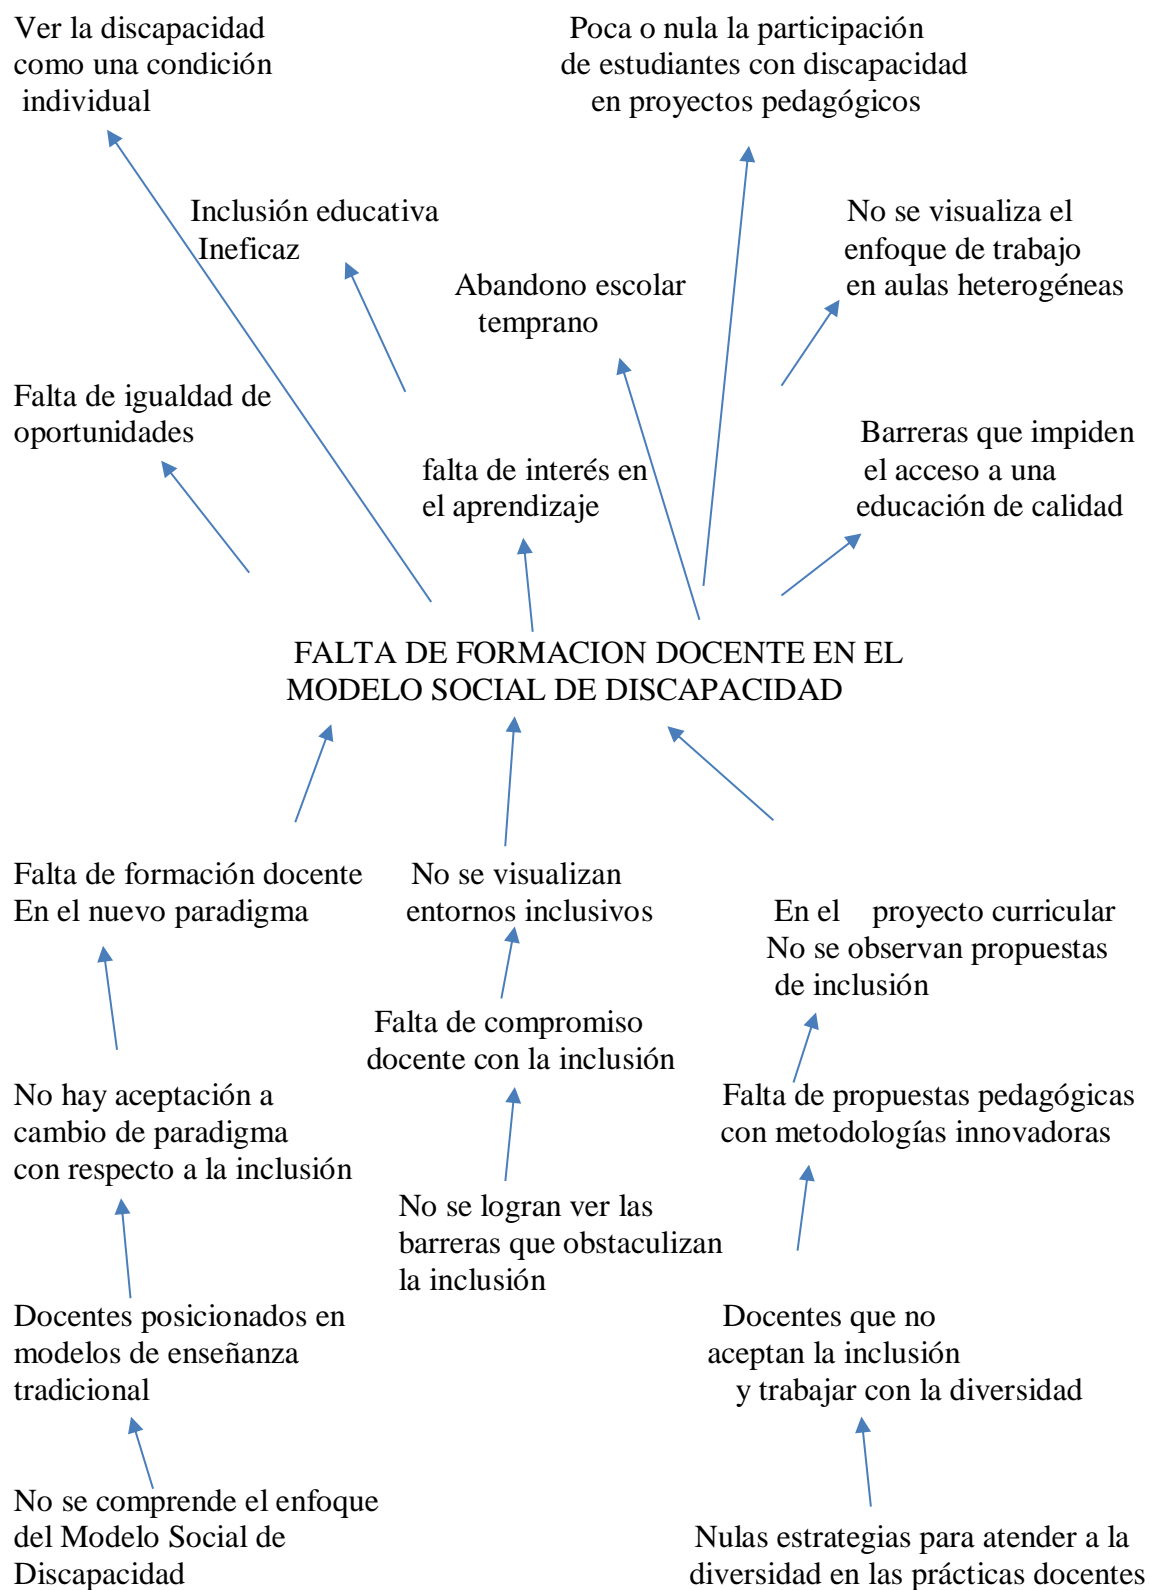 Ver la discapacidad
como una condición
individual
Poca o nula la participación
de estudiantes con discapacidad
en proyectos pedagógicos
Inclusión educativa
Ineficaz
No se visualiza el
enfoque de trabajo
en aulas heterogéneas
Abandono escolar
temprano
Falta de igualdad de
oportunidades
Barreras que impiden
el acceso a una
educación de calidad
falta de interés en
el aprendizaje
FALTA DE FORMACION DOCENTE EN EL
MODELO SOCIAL DE DISCAPACIDAD
Falta de formación docente
En el nuevo paradigma
No se visualizan
entornos inclusivos
En el proyecto curricular
No se observan propuestas
de inclusión
Falta de compromiso
docente con la inclusión
No hay aceptación a
cambio de paradigma
con respecto a la inclusión
Falta de propuestas pedagógicas
con metodologías innovadoras
No se logran ver las
barreras que obstaculizan
la inclusión
Docentes posicionados en
modelos de enseñanza
tradicional
Docentes que no
aceptan la inclusión
y trabajar con la diversidad
No se comprende el enfoque
del Modelo Social de
Discapacidad
Nulas estrategias para atender a la
diversidad en las prácticas docentes